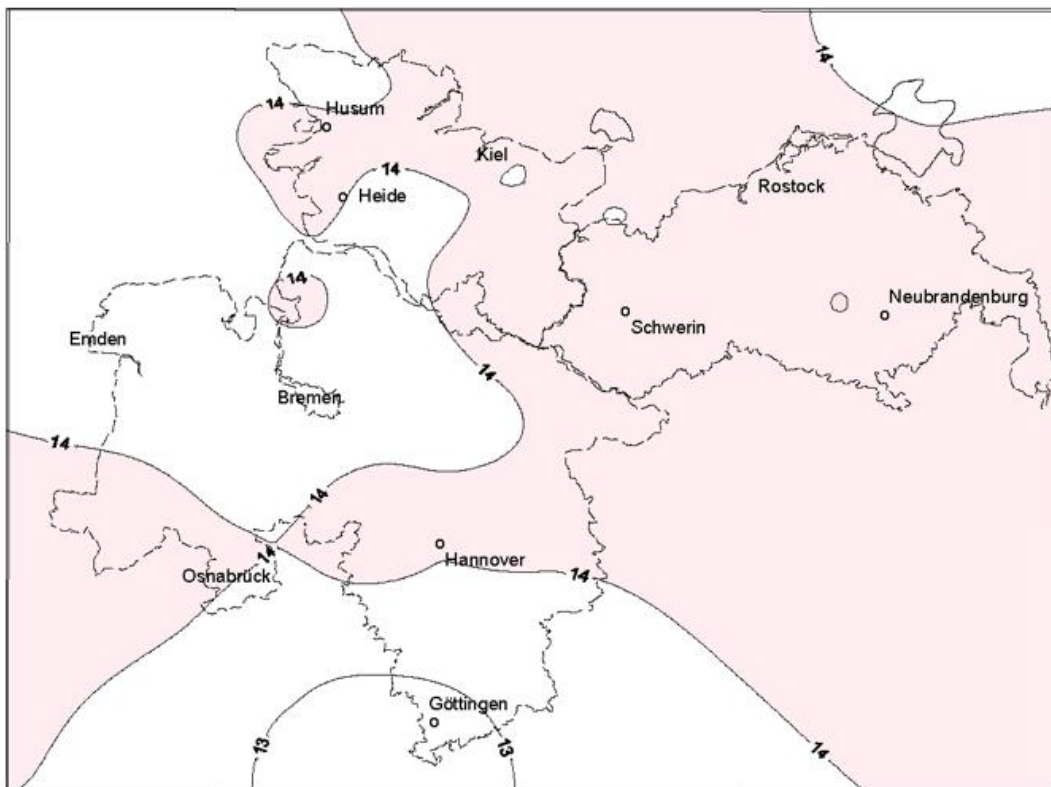 14
14
Husum
Kiel
14
Heide
Rostock
14
Neubrandenburg
Schwerin
Emden
14
Bremen
14
14
Hannover
14
14
Osnabrück
Göttingen
13
13
14